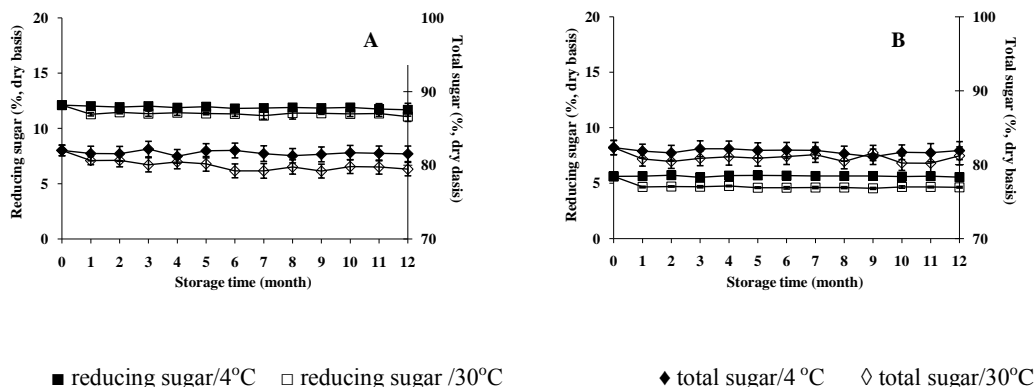 A
Reducing sugar (%, dry basis)
20
15
10
5
0
100
90
80
70
Total sugar (%, dry dasis)
0 1 2 3 4 5 6 7 8 9 10 11 12
Storage time (month)
B
Reducing sugar (%, dry basis)
20
15
10
5
0
100
90
80
70
Total sugar (%, dry basis)
0 1 2 3 4 5 6 7 8 9 10 11 12
Storage time (month)
reducing sugar/4°C reducing sugar /30°C total sugar/4 °C total sugar/30°C